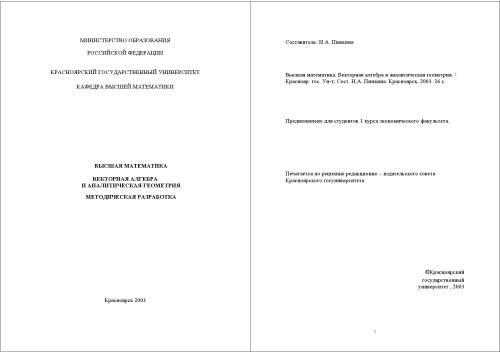 МИНИСТЕРСТВО ОБРАЗОВАНИЯ
РОССИЙСКОЙ ФЕДЕРАЦИИ
КРАСНОЯРСКИЙ ГОСУДАРСТВЕННЫЙ УНИВЕРСИТЕТ
КАФЕДРА ВЫСШЕЙ МАТЕМАТИКИ
ВЫСШАЯ МАТЕМАТИКА
ВЕКТОРНАЯ АЛГЕБРА
И АНАЛИТИЧЕСКАЯ ГЕОМЕТРИЯ
МЕТОДИЧЕСКАЯ РАЗРАБОТКА
Красноярск 2003
Составитель: Н.А. Пинкина
Высшая математика. Векторная алгебра и аналитическая геометрия. /
Краснояр. гос. Ун-т; Сост. Н.А. Пинкина. Красноярск, 2003. 26 с.
Предназначено для студентов 1 курса экономического факультета.
Печатается по решению редакционно – издательского совета
Красноярского госуниверситета
©Красноярский
государственный
университет , 2003
2